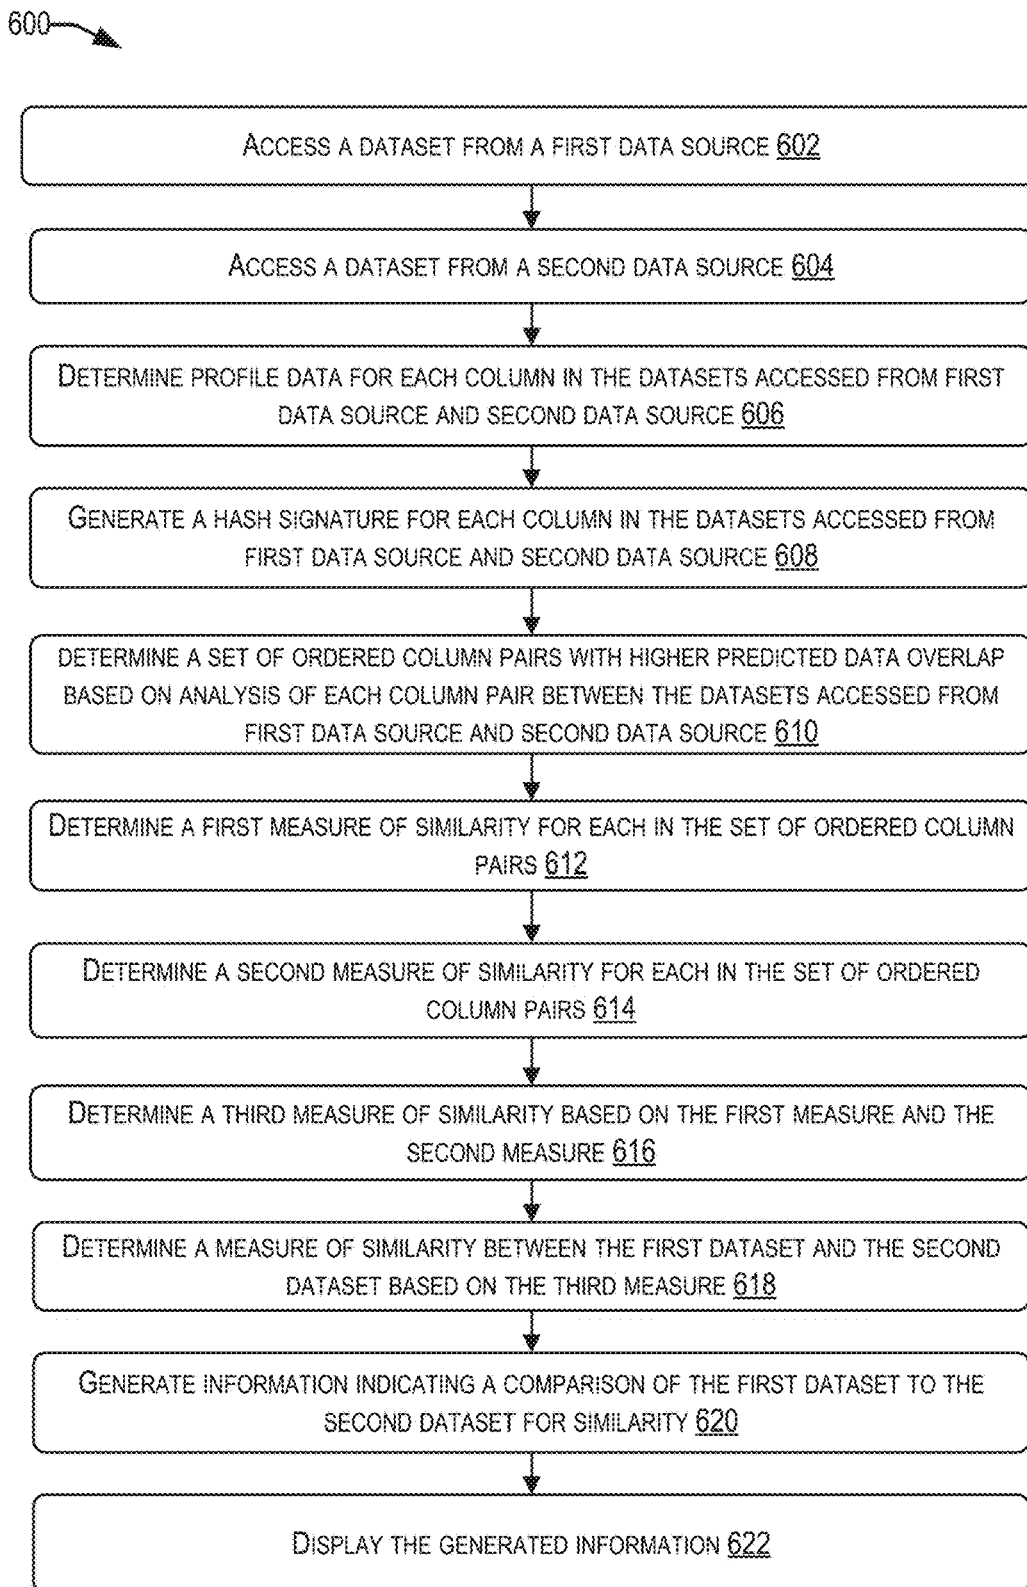 600
ACCESS A DATASET FROM A FIRST DATA SOURCE 602
ACCESS A DATASET FROM A SECOND DATA SOURCE 604
DETERMINE PROFILE DATA FOR EACH COLUMN IN THE DATASETS ACCESSED FROM FIRST
DATA SOURCE AND SECOND DATA SOURCE 606
GENERATE A HASH SIGNATURE FOR EACH COLUMN IN THE DATASETS ACCESSED FROM
FIRST DATA SOURCE AND SECOND DATA SOURCE 608
DETERMINE A SET OF ORDERED COLUMN PAIRS WITH HIGHER PREDICTED DATA OVERLAP
BASED ON ANALYSIS OF EACH COLUMN PAIR BETWEEN THE DATASETS ACCESSED FROM
FIRST DATA SOURCE AND SECOND DATA SOURCE 610
DETERMINE A FIRST MEASURE OF SIMILARITY FOR EACH IN THE SET OF ORDERED COLUMN
PAIRS 612
DETERMINE A SECOND MEASURE OF SIMILARITY FOR EACH IN THE SET OF ORDERED
COLUMN PAIRS 614
DETERMINE A THIRD MEASURE OF SIMILARITY BASED ON THE FIRST MEASURE AND THE
SECOND MEASURE 616
DETERMINE A MEASURE OF SIMILARITY BETWEEN THE FIRST DATASET AND THE SECOND
DATASET BASED ON THE THIRD MEASURE 618
GENERATE INFORMATION INDICATING A COMPARISON OF THE FIRST DATASET TO THE
SECOND DATASET FOR SIMILARITY 620
DISPLAY THE GENERATED INFORMATION 622